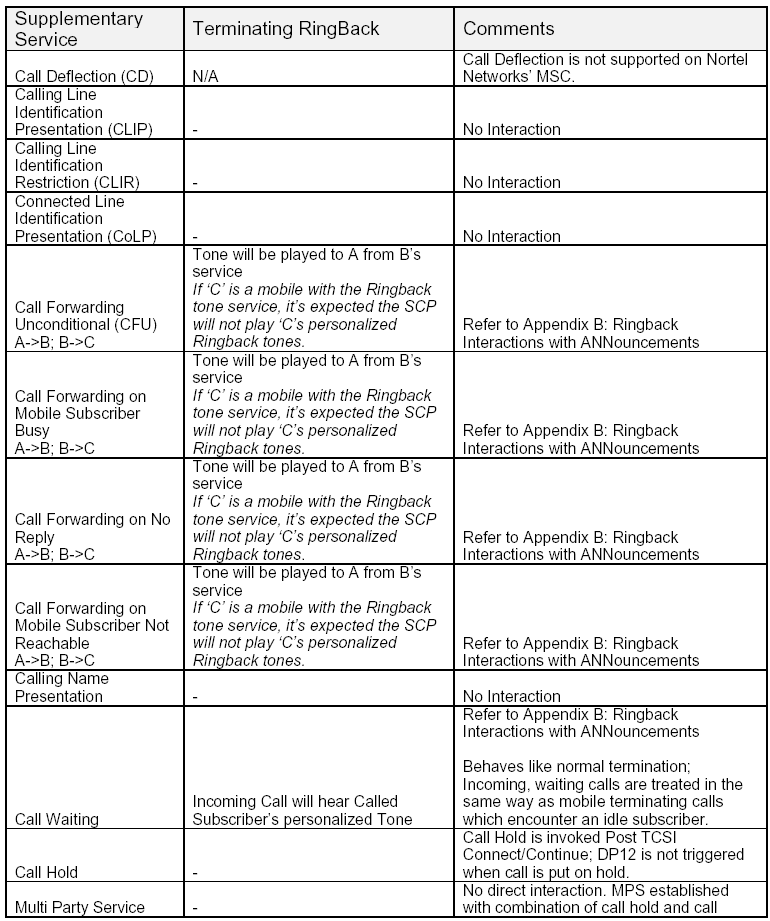 Supplementary
Service
Terminating RingBack
Comments
Call Deflection (CD)
N/A
Call Deflection is not supported on Nortel
Networks' MSC.
Calling Line
Identification
Presentation (CLIP)
-
No Interaction
Calling Line
Identification
Restriction (CLIR)
-
No Interaction
Connected Line
Identification
Presentation (CoLP)
-
No Interaction
Call Forwarding
Unconditional (CFU)
A->B; B->C
Tone will be played to A from B's
service
If 'C' is a mobile with the Ringback
tone service, it's expected the SCP
will not play 'C's personalized
Ringback tones.
Refer to Appendix B: Ringback
Interactions with ANNouncements
Call Forwarding on
Mobile Subscriber
Busy
A->B; B->C
Tone will be played to A from B's
service
If 'C' is a mobile with the Ringback
tone service, it's expected the SCP
will not play 'C's personalized
Ringback tones.
Refer to Appendix B: Ringback
Interactions with ANNouncements
Call Forwarding on No
Reply
A->B; B->C
Tone will be played to A from B's
service
If 'C' is a mobile with the Ringback
tone service, it's expected the SCP
will not play 'C's personalized
Ringback tones.
Refer to Appendix B: Ringback
Interactions with ANNouncements
Call Forwarding on
Mobile Subscriber Not
Reachable
A->B; B->C
Tone will be played to A from B's
service
If 'C' is a mobile with the Ringback
tone service, it's expected the SCP
will not play 'C's personalized
Ringback tones.
Refer to Appendix B: Ringback
Interactions with ANNouncements
Calling Name
Presentation
-
No Interaction
Call Waiting
Incoming Call will hear Called
Subscriber's personalized Tone
Refer to Appendix B: Ringback
Interactions with ANNouncements
Behaves like normal termination;
Incoming, waiting calls are treated in the
same way as mobile terminating calls
which encounter an idle subscriber.
Call Hold
-
Call Hold is invoked Post TCSI
Connect/Continue; DP12 is not triggered
when call is put on hold.
Multi Party Service
-
No direct interaction. MPS established
with combination of call hold and call